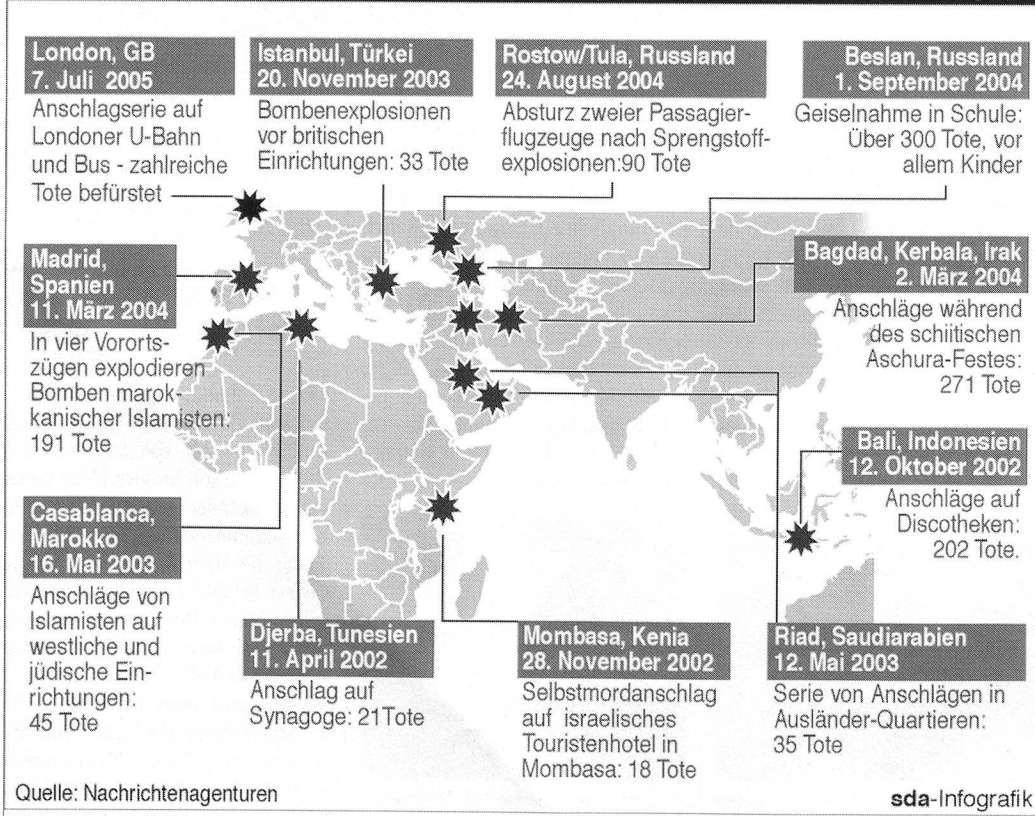 London, GB
7. Juli 2005
Anschlagserie auf
Londoner U-Bahn
und Bus - zahlreiche
Tote befürstet
Istanbul, Türkei
20. November 2003
Bombenexplosionen
vor britischen
Einrichtungen: 33 Tote
Rostow/Tula, Russland
24. August 2004
Absturz zweier Passagier-
flugzeuge nach Sprengstoff-
explosionen:90 Tote
Beslan, Russland
1. September 2004
Geiselnahme in Schule:
Über 300 Tote, vor
allem Kinder
Madrid,
Spanien
11. März 2004
In vier Vororts-
zügen explodieren
Bomben marok-
kanischer Islamisten:
191 Tote
Bagdad, Kerbala, Irak
2. März 2004
Anschläge während
des schiitischen
Aschura-Festes:
271 Tote
Bali, Indonesien
12. Oktober 2002
Anschläge auf
Discotheken:
202 Tote.
Casablanca,
Marokko
16. Mai 2003
Anschläge von
Islamisten auf
westliche und
jüdische Ein-
richtungen:
45 Tote
Djerba, Tunesien
11. April 2002
Anschlag auf
Synagoge: 21Tote
Mombasa, Kenia
28. November 2002
Selbstmordanschlag
auf israelisches
Touristenhotel in
Mombasa: 18 Tote
Riad, Saudiarabien
12. Mai 2003
Serie von Anschlägen in
Ausländer-Quartieren:
35 Tote
Quelle: Nachrichtenagenturen
sda-Infografik